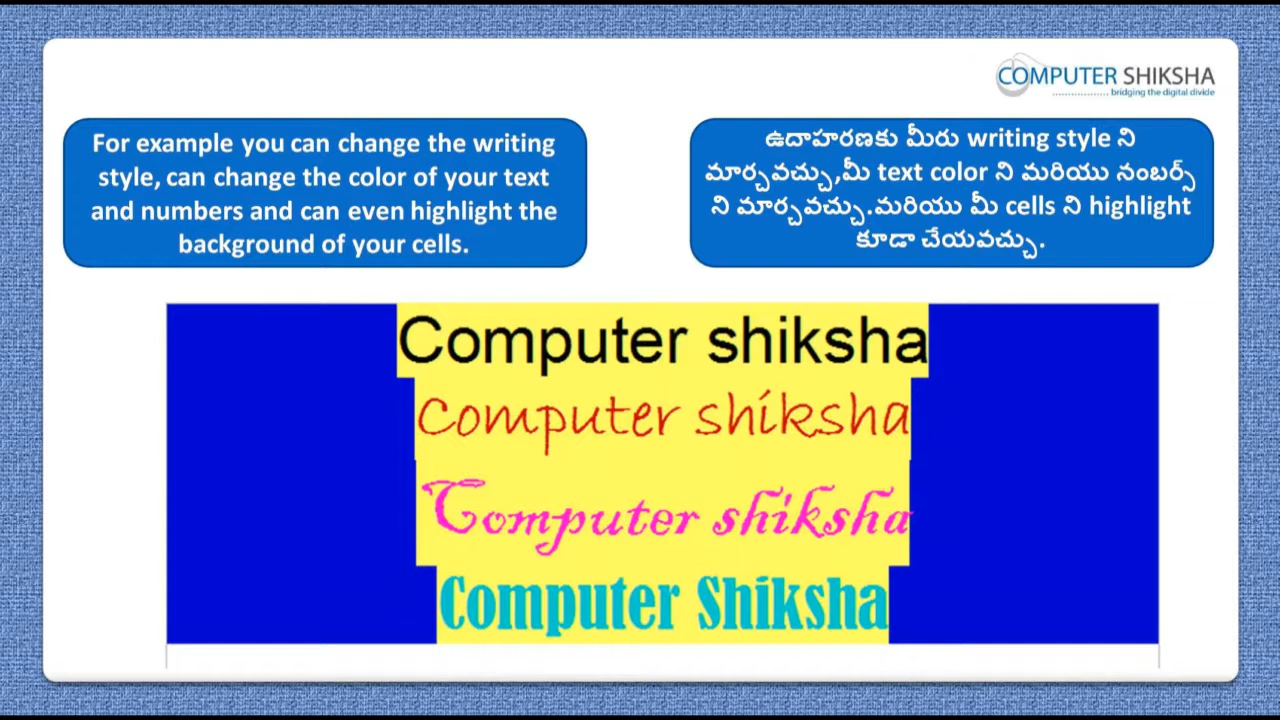 COMPUTER SHIKSHA
.................. bridging the digital divide
For example you can change the writing
style, can change the color of your text
and numbers and can even highlight the
background of your cells.
ఉదాహరణకు మీరు writing style ని
మార్చవచ్చు,మీ text color ని మరియు నంబర్స్
ని మార్చవచ్చు.మరియు మీ cells ని highlight
కూడా చేయవచ్చు.
Computer shiksha
Computer shiksha
Computer shiksha
Computer Shiksha